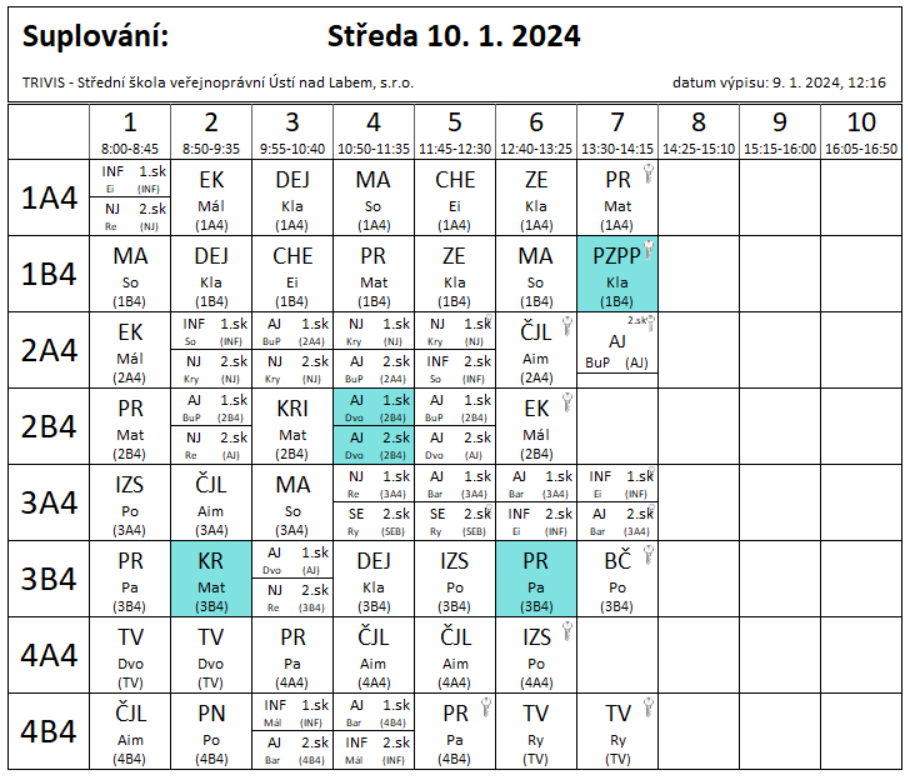 Suplování: Středa 10. 1. 2024
TRIVIS - Střední škola veřejnoprávní Ústí nad Labem, s.r.o. datum výpisu: 9. 1. 2024, 12:16
1 2 3 4 5 6 7 8 9 10
8:00-8:45 8:50-9:35 9:55-10:40 10:50-11:35 11:45-12:30 12:40-13:25 13:30-14:15 14:25-15:10 15:15-16:00 16:05-16:50
1A4
INF 1.sk
Ei (INF)
NJ 2.sk
Re (NJ)
EK
Mál
(1A4)
DEJ
Kla
(1A4)
MA
So
(1A4)
CHE
Ei
(1A4)
ZE
Kla
(1A4)
PR
Mat
(1A4)
1B4
MA
So
(1B4)
DEJ
Kla
(1B4)
CHE
Ei
(1B4)
PR
Mat
(1B4)
ZE
Kla
(1B4)
MA
So
(1B4)
PZPP
Kla
(1B4)
2A4
EK
Mál
(2A4)
INF 1.sk
So (INF)
NJ 2.sk
Kry (NJ)
AJ 1.sk
BuP (2A4)
NJ 2.sk
Kry (NJ)
NJ 1.sk
Kry (NJ)
AJ 2.sk
BuP (2A4)
NJ 1.sk
Kry (NJ)
INF 2.sk
So (INF)
ČJL
Aim
(2A4)
2.sk
AJ
BuP (AJ)
2B4
PR
Mat
(2B4)
AJ 1.sk
BuP (2B4)
NJ 2.sk
Re (AJ)
KRI
Mat
(2B4)
AJ 1.sk
Dvo (2B4)
AJ 2.sk
Dvo (2B4)
AJ 1.sk
BuP (2B4)
AJ 2.sk
Dvo (AJ)
EK
Mál
(2B4)
3A4
IZS
Po
(3A4)
ČJL
Aim
(3A4)
MA
So
(3A4)
NJ 1.sk
Re (3A4)
SE 2.sk
Ry (SEB)
AJ 1.sk
Bar (3A4)
SE 2.sk
Ry (SEB)
AJ 1.sk
Bar (3A4)
INF 2.sk
Ei (INF)
INF 1.sk
Ei (INF)
AJ 2.sk
Bar (3A4)
3B4
PR
Pa
(3B4)
KR
Mat
(3B4)
AJ 1.sk
Dvo (AJ)
NJ 2.sk
Re (3B4)
DEJ
Kla
(3B4)
IZS
Po
(3B4)
PR
Pa
(3B4)
BČ
Po
(3B4)
4A4
TV
Dvo
(TV)
TV
Dvo
(TV)
PR
Pa
(4A4)
ČJL
Aim
(4A4)
ČJL
Aim
(4A4)
IZS
Po
(4A4)
4B4
ČJL
Aim
(4B4)
PN
Po
(4B4)
INF 1.sk
Mál (INF)
AJ 2.sk
Bar (4B4)
AJ 1.sk
Bar (4B4)
INF 2.sk
Mál (INF)
PR
Pa
(4B4)
TV
Ry
(TV)
TV
Ry
(TV)